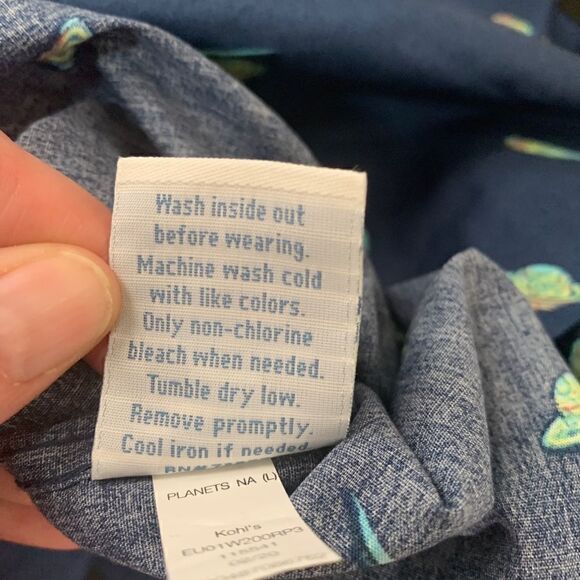 Wash inside out
before wearing.
Machine wash cold
with like colors.
Only non-chlorine
bleach when needed.
Tumble dry low.
Remove promptly.
Cool iron if needed.
PLANETS NA (L)
Kohl's
EU01W200RP3